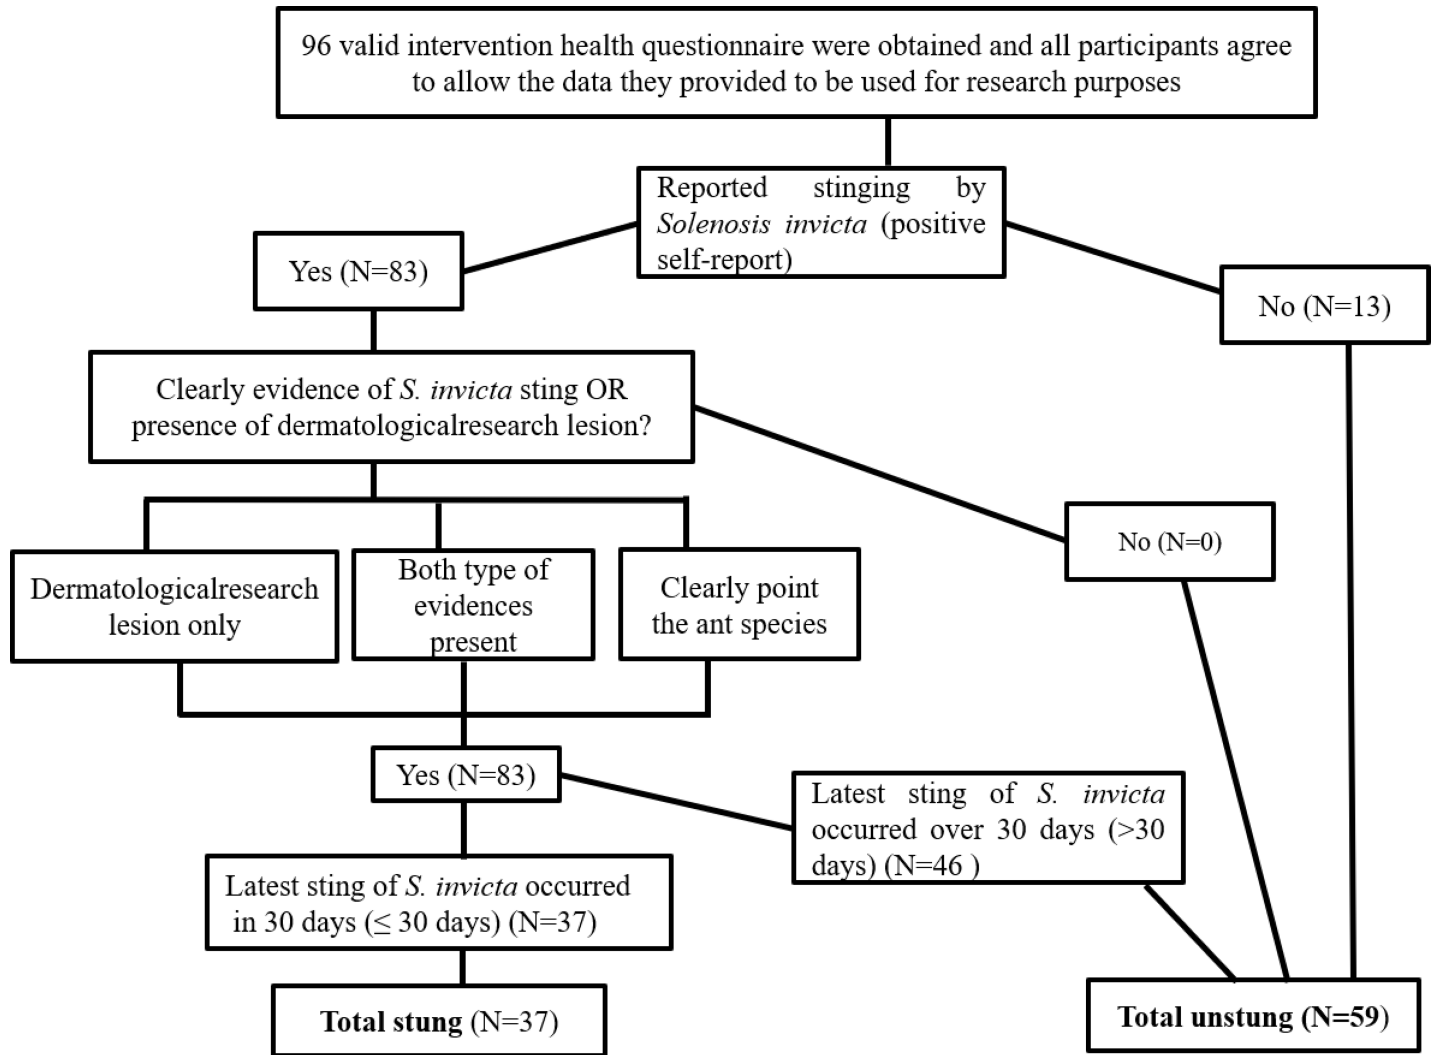 96 valid intervention health questionnaire were obtained and all participants agree
to allow the data they provided to be used for research purposes
Reported stinging by
Solenosis invicta (positive
self-report)
Yes (N=83)
No (N=13)
Clearly evidence of S. invicta sting OR
presence of dermatologicalresearch lesion?
No (N=0)
Dermatologicalresearch
lesion only
Both type of
evidences
present
Clearly point
the ant species
Yes (N=83)
Latest sting of S. invicta
occurred over 30 days (>30
days) (N=46 )
Latest sting of S. invicta occurred
in 30 days (≤ 30 days) (N=37)
Total stung (N=37)
Total unstung (N=59)